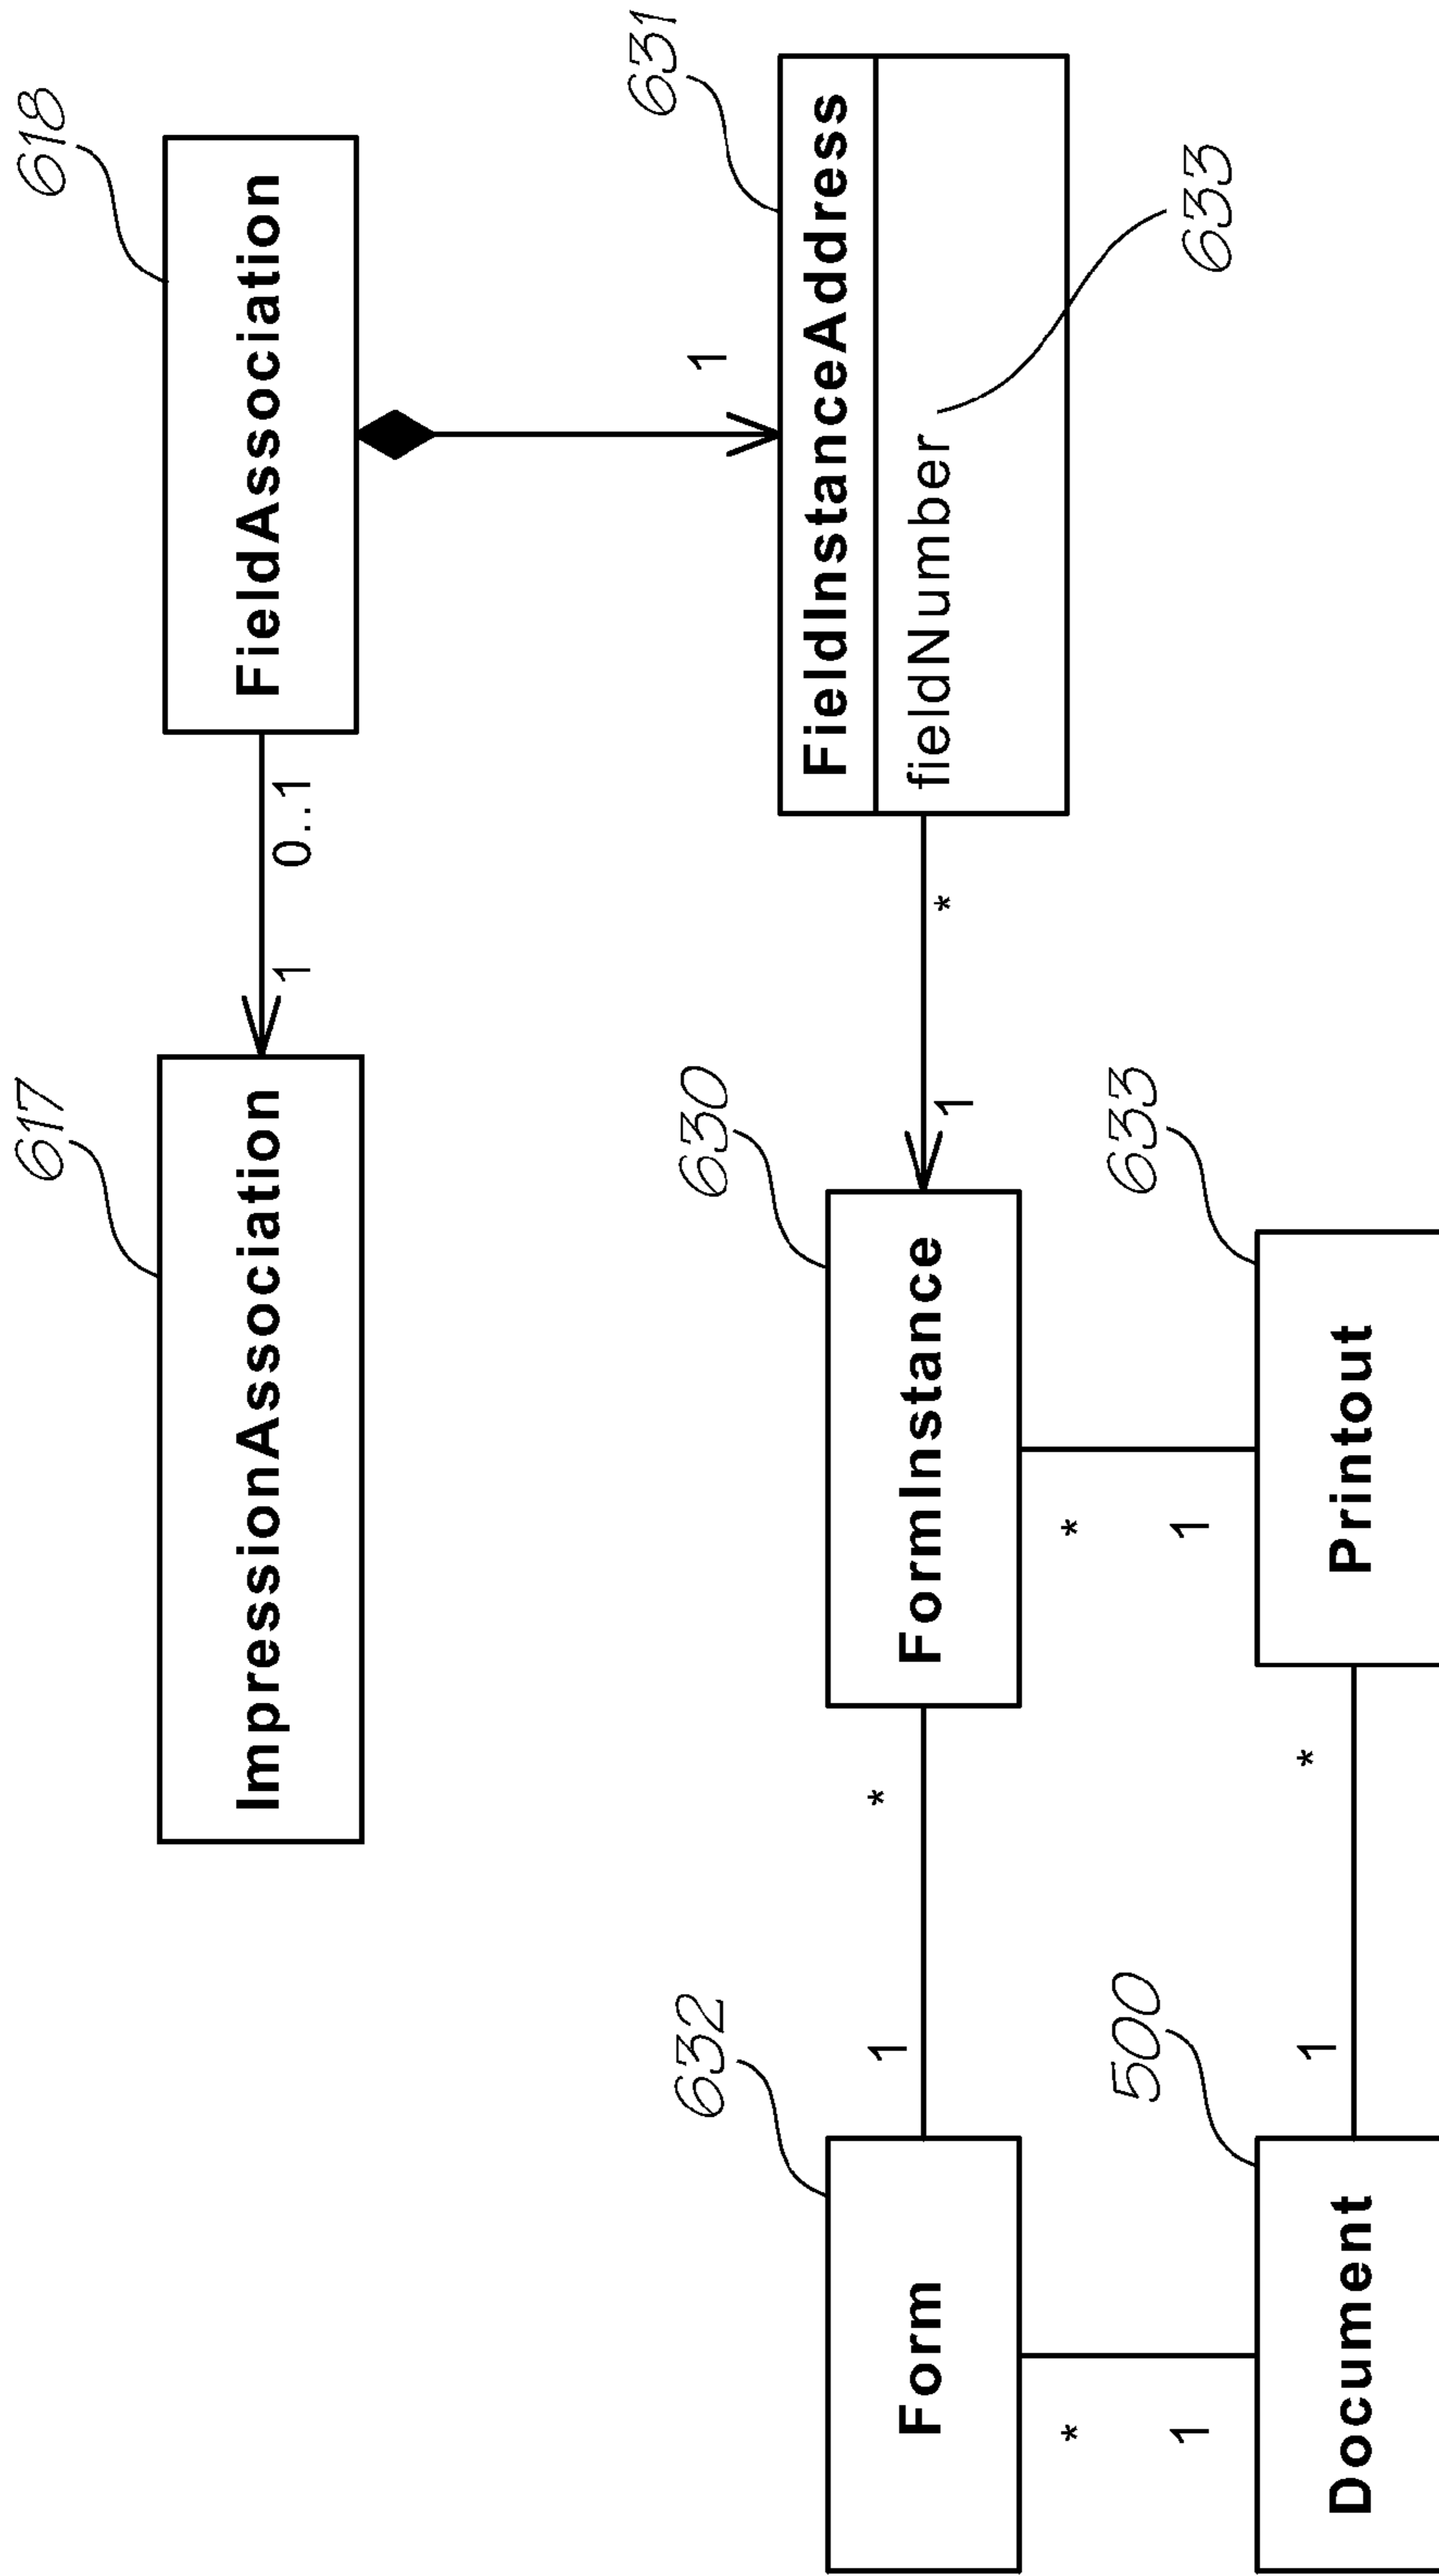 617
618
ImpressionAssociation
FieldAssociation
1
0..1
1
631
632
630
FieldInstanceAddress
1
*
Form
FormInstance
fieldNumber
1
*
*
*
500
633
1
1
633
1
*
Document
Printout